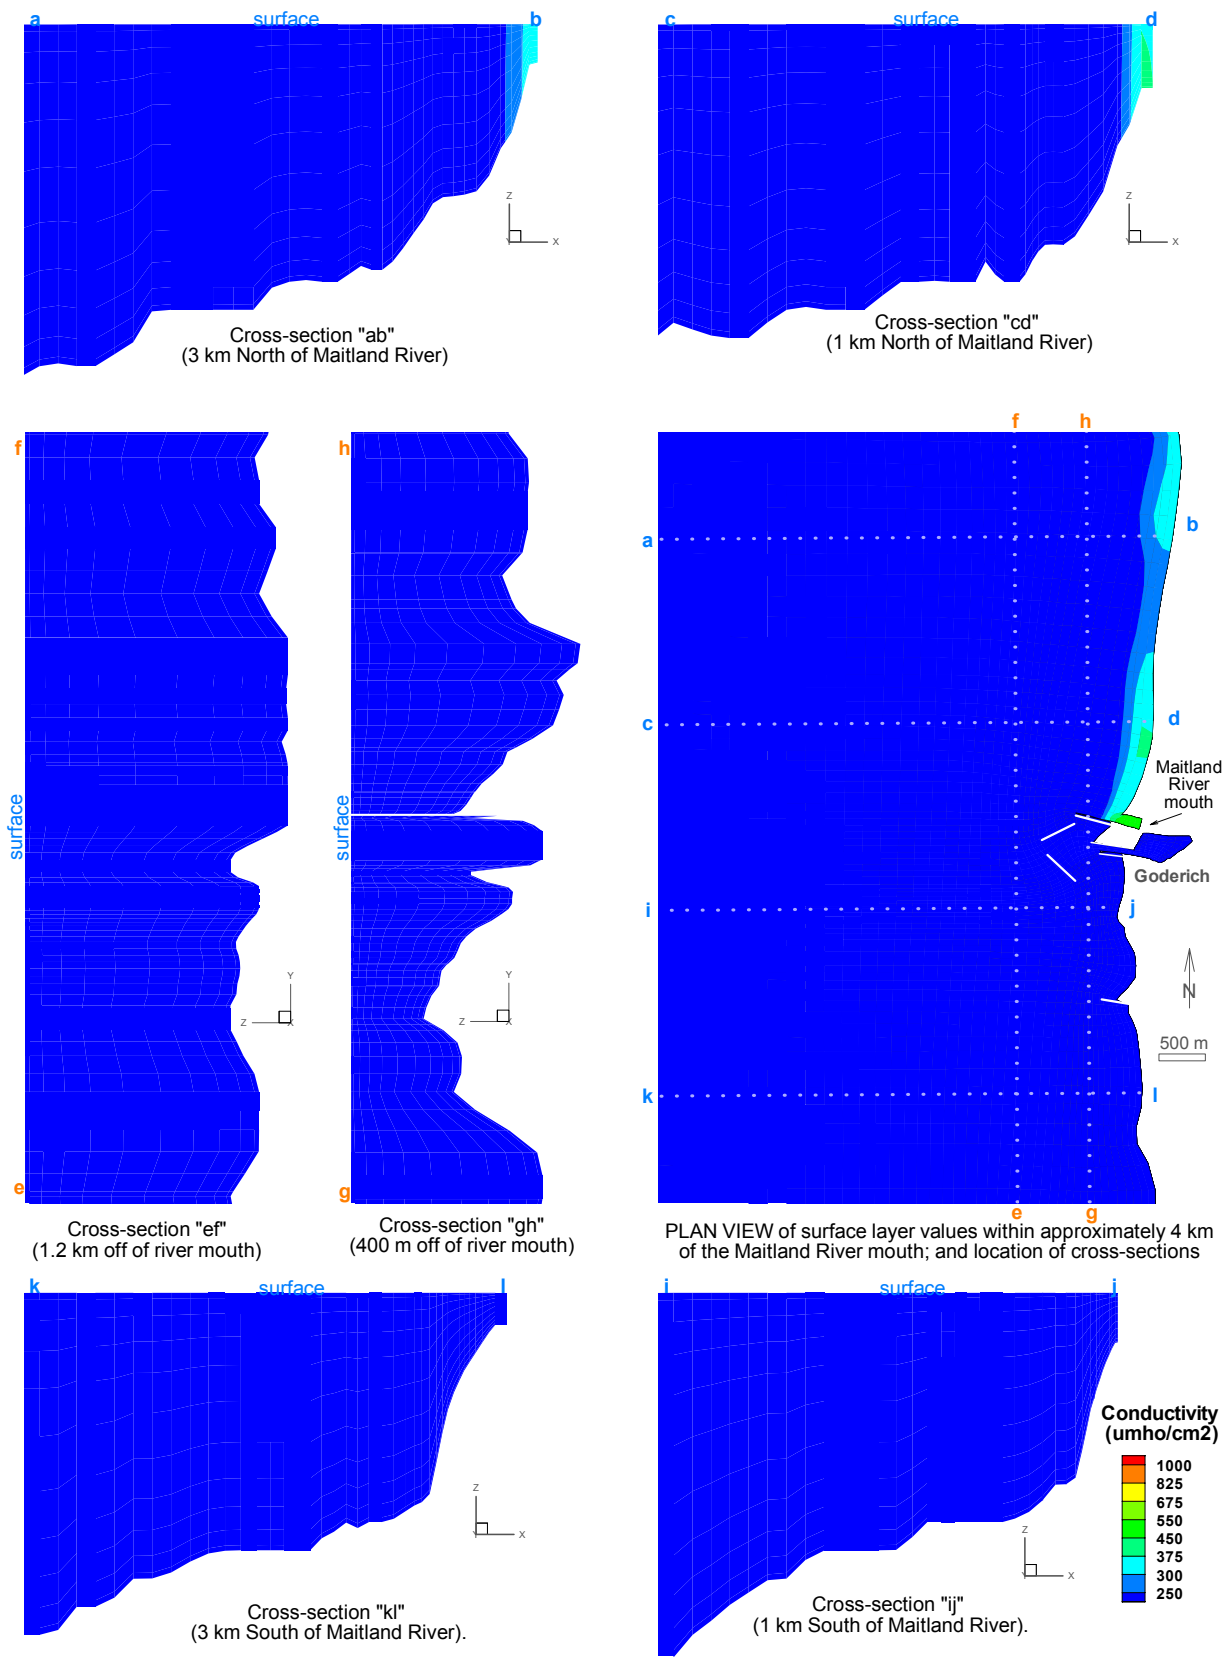 a surface b
c surface d
Z
Y X
Z
Y X
Cross-section "ab"
(3 km North of Maitland River)
Cross-section "cd"
(1 km North of Maitland River)
f
h
surface
surface
Y
Z X
Y
Z X
e
g
Cross-section "ef"
(1.2 km off of river mouth)
Cross-section "gh"
(400 m off of river mouth)
f h
a
b
c
d
Maitland
River
mouth
Goderich
i
j
N
500 m
k
l
e g
PLAN VIEW of surface layer values within approximately 4 km
of the Maitland River mouth; and location of cross-sections
k surface l
i surface j
Z
Y X
Z
Y X
Cross-section "kl"
(3 km South of Maitland River).
Cross-section "ij"
(1 km South of Maitland River).
Conductivity
(umho/cm2)
1000
825
675
550
450
375
300
250